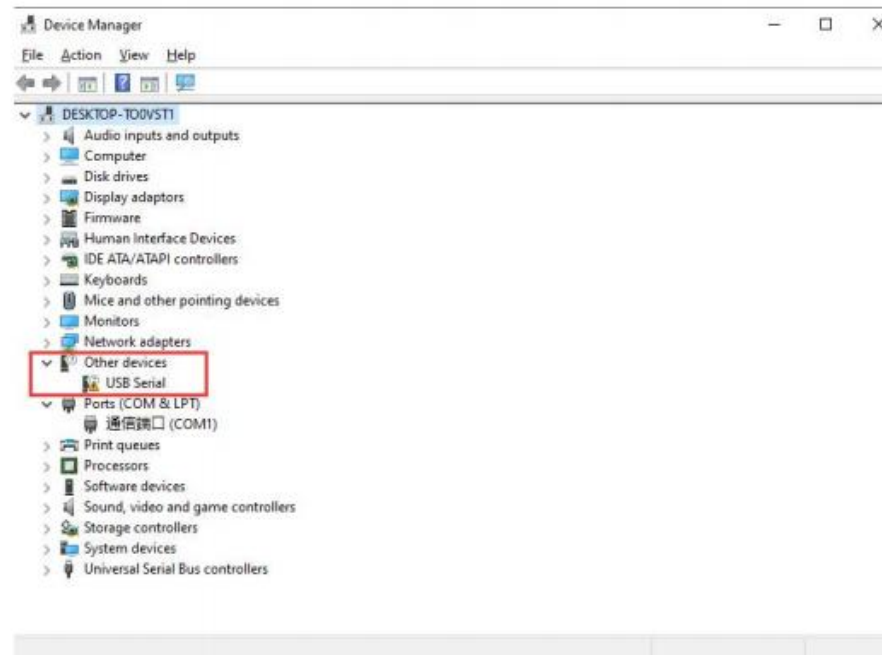 Device Manager
File Action View Help
DESKTOP-TO0VST1
Audio inputs and outputs
Computer
Disk drives
Display adaptors
Firmware
Human Interface Devices
IDE ATA/ATAPI controllers
Keyboards
Mice and other pointing devices
Monitors
Network adapters
Other devices
USB Serial
Ports (COM & LPT)
通信端口 (COM1)
Print queues
Processors
Software devices
Sound, video and game controllers
Storage controllers
System devices
Universal Serial Bus controllers